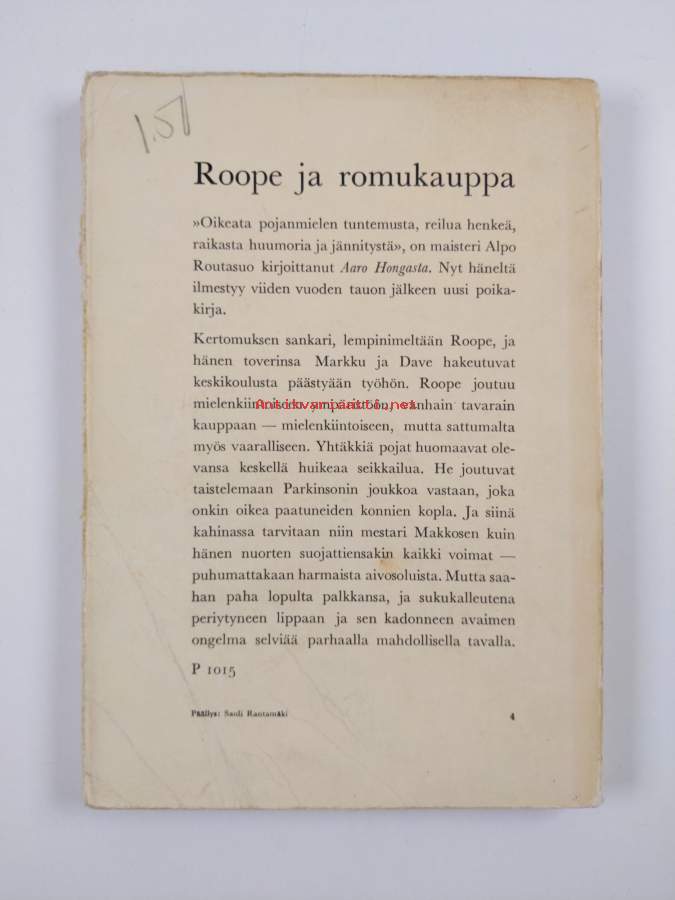 1.51
Roope ja romukauppa
»Oikeata pojanmielen tuntemusta, reilua henkeä,
raikasta huumoria ja jännitystä», on maisteri Alpo
Routasuo kirjoittanut Aaro Hongasta. Nyt häneltä
ilmestyy viiden vuoden tauon jälkeen uusi poika-
kirja.
Kertomuksen sankari, lempinimeltään Roope, ja
hänen toverinsa Markku ja Dave hakeutuvat
keskikoulusta päästyään työhön. Roope joutuu
mielenkiintoiseen ympäristöön, vanhain tavarain
kauppaan — mielenkiintoiseen, mutta sattumalta
myös vaaralliseen. Yhtäkkiä pojat huomaavat ole-
vansa keskellä huikeaa seikkailua. He joutuvat
taistelemaan Parkinsonin joukkoa vastaan, joka
onkin oikea paatuneiden konnien kopla. Ja siinä
kahinassa tarvitaan niin mestari Makkosen kuin
hänen nuorten suojattiensakin kaikki voimat —
puhumattakaan harmaista aivosoluista. Mutta saa-
han paha lopulta palkkansa, ja sukukalleutena
periytyneen lippaan ja sen kadonneen avaimen
ongelma selviää parhaalla mahdollisella tavalla.
P 1015
Päällys: Sauli Rantamäki
4